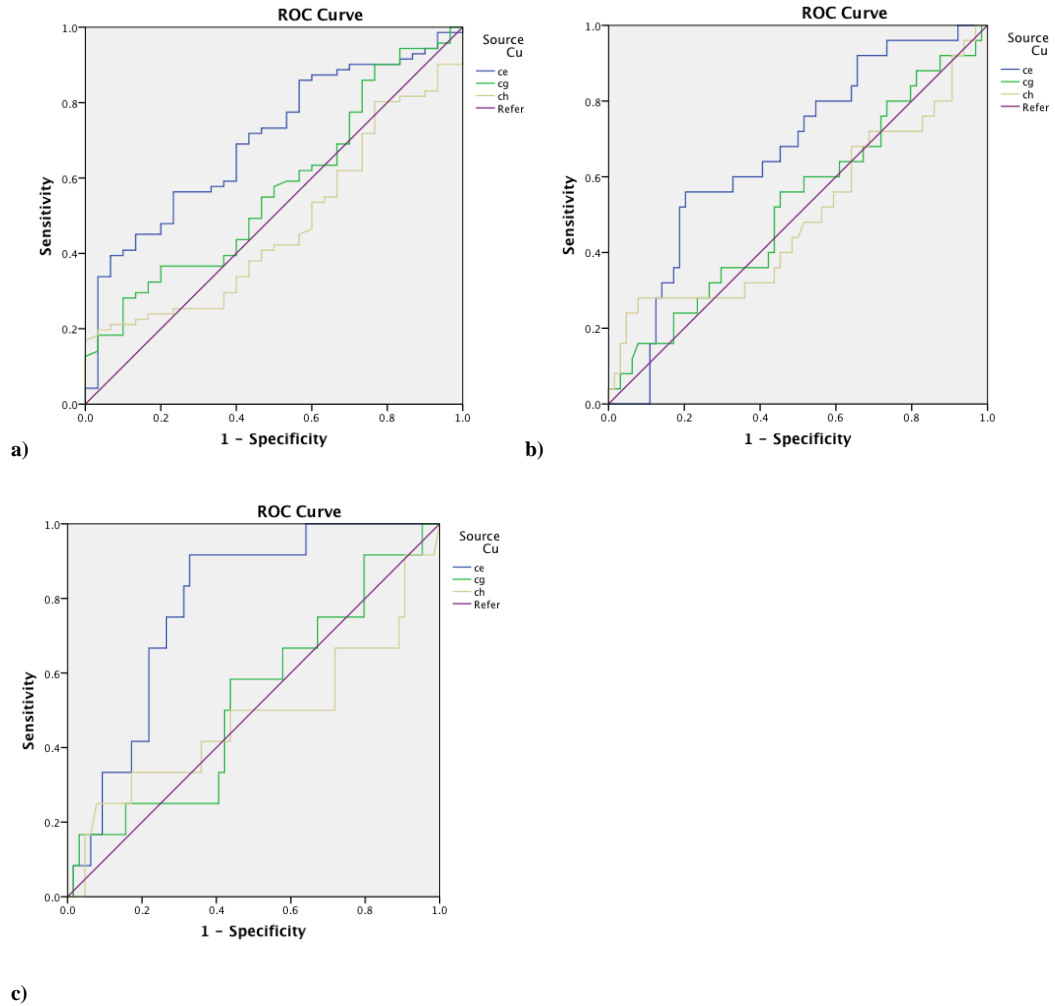 ROC Curve
Source
Cu
ce
cg
ch
Refer
Sensitivity
1.0
0.8
0.6
0.4
0.2
0.0
0.0 0.2 0.4 0.6 0.8 1.0
1 - Specificity
a)
ROC Curve
Source
Cu
ce
cg
ch
Refer
Sensitivity
1.0
0.8
0.6
0.4
0.2
0.0
0.0 0.2 0.4 0.6 0.8 1.0
1 - Specificity
b)
ROC Curve
Source
Cu
ce
cg
ch
Refer
Sensitivity
1.0
0.8
0.6
0.4
0.2
0.0
0.0 0.2 0.4 0.6 0.8 1.0
1 - Specificity
c)